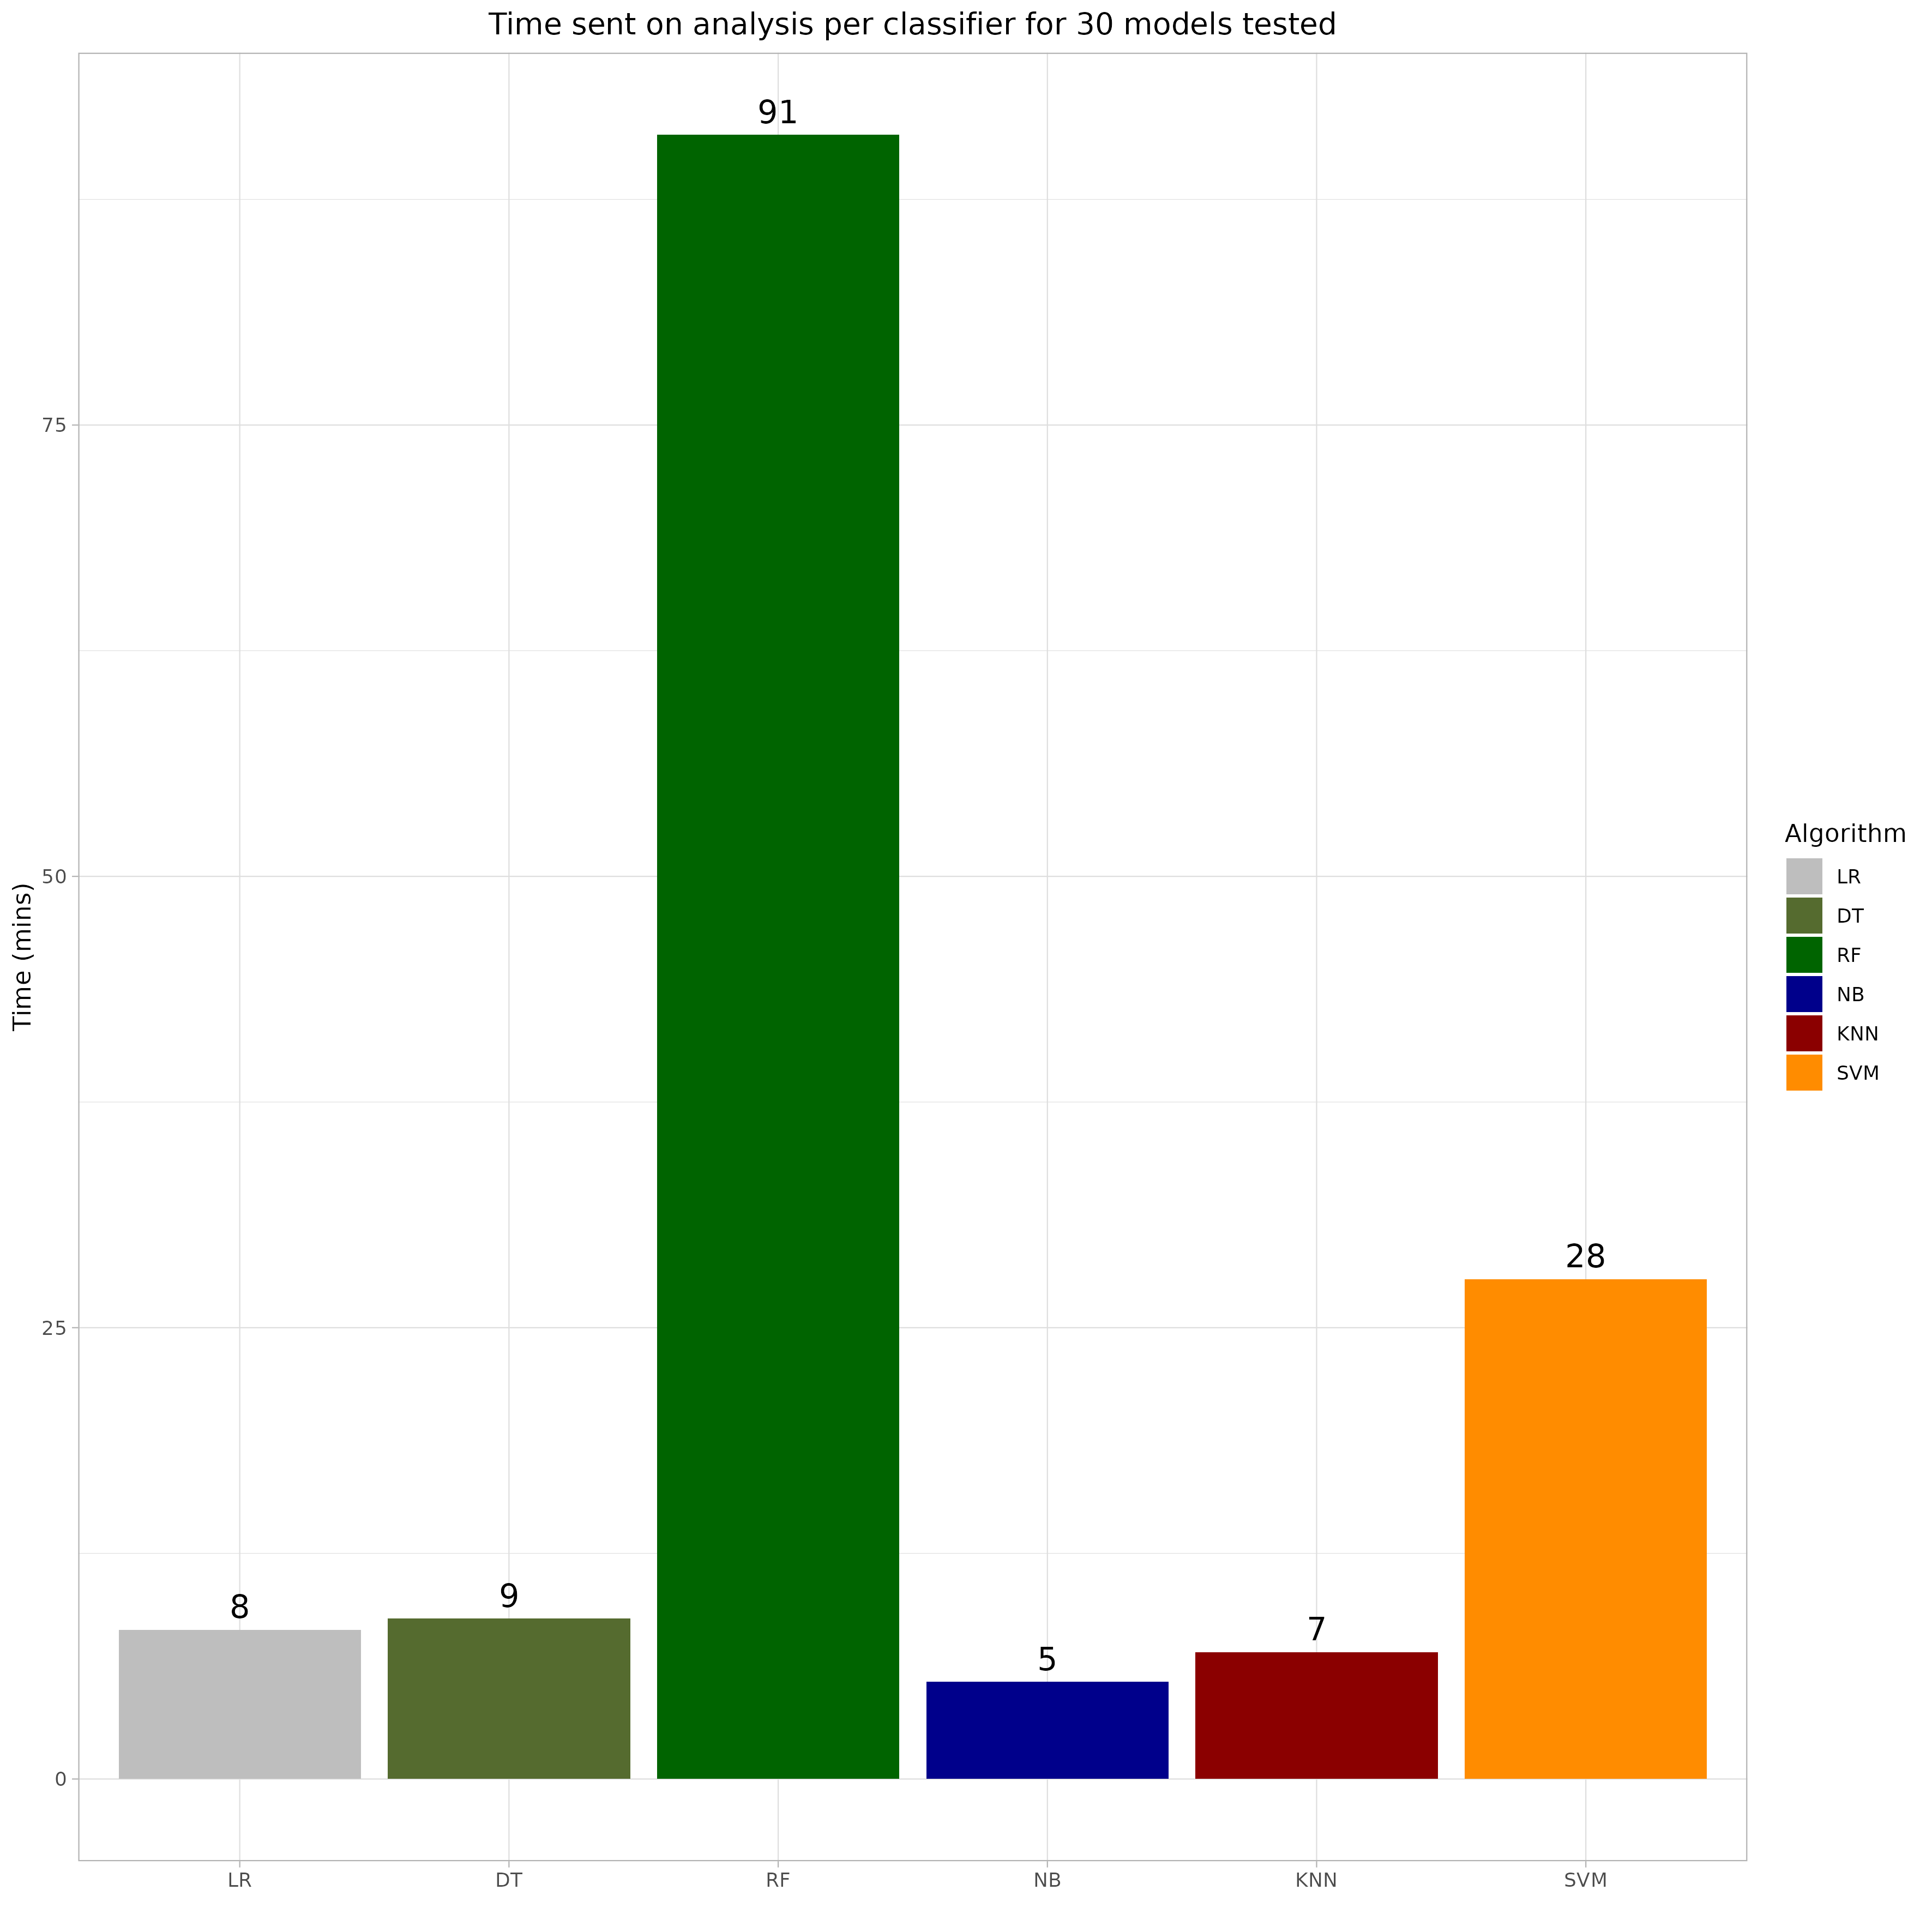 Time sent on analysis per classifier for 30 models tested
Time (mins)
75
50
25
0
8
9
91
5
7
28
LR
DT
RF
NB
KNN
SVM
Algorithm
LR
DT
RF
NB
KNN
SVM